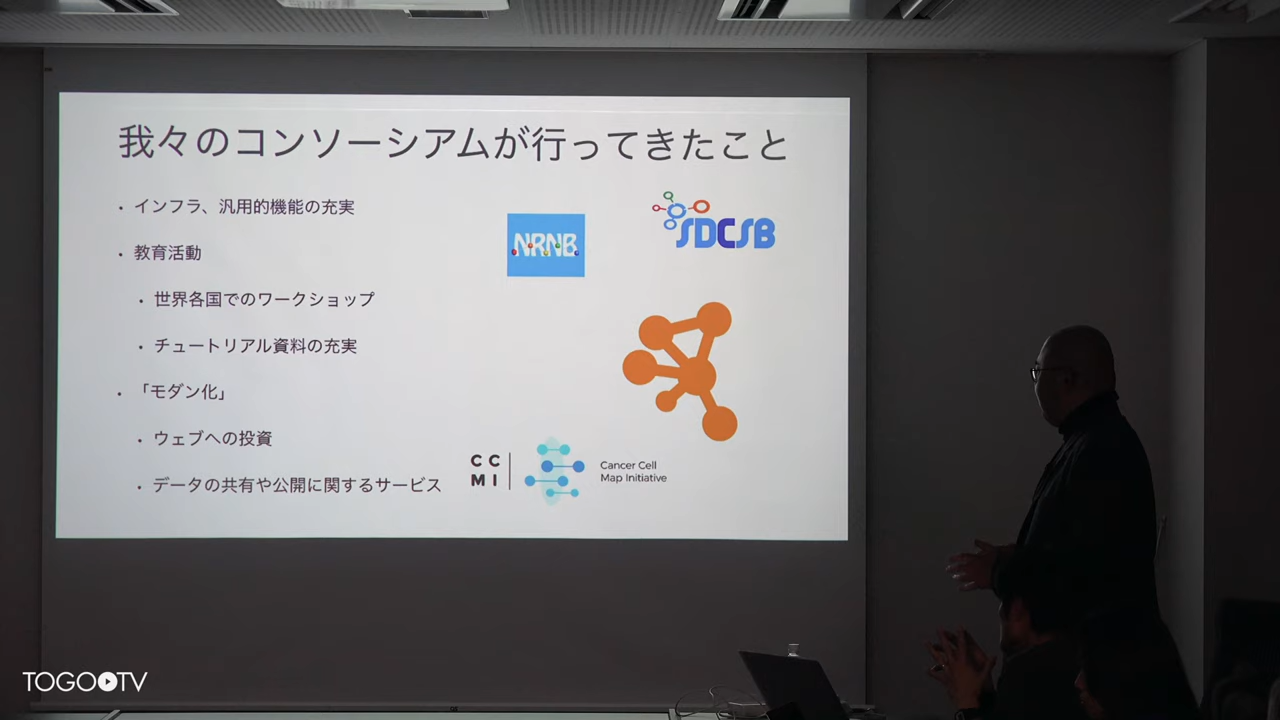 我々のコンソーシアムが行ってきたこと
・インフラ、汎用的機能の充実
・教育活動
・世界各国でのワークショップ
・チュートリアル資料の充実
・「モダン化」
・ウェブへの投資
・データの共有や公開に関するサービス
NRNB
SDCSB
CC
MI
Cancer Cell
Map Initiative
TOGOTV